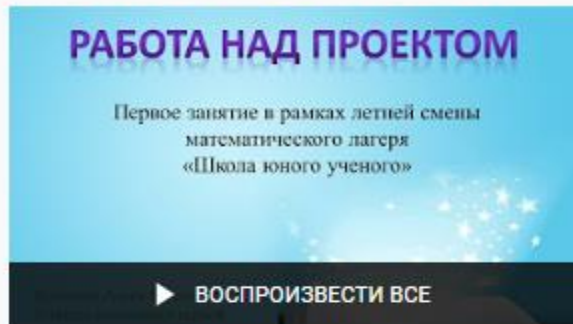 РАБОТА НАД ПРОЕКТОМ
Первое занятие в рамках летней смены
математического лагеря
«Школа юного ученого»
ВОСПРОИЗВЕСТИ ВСЕ